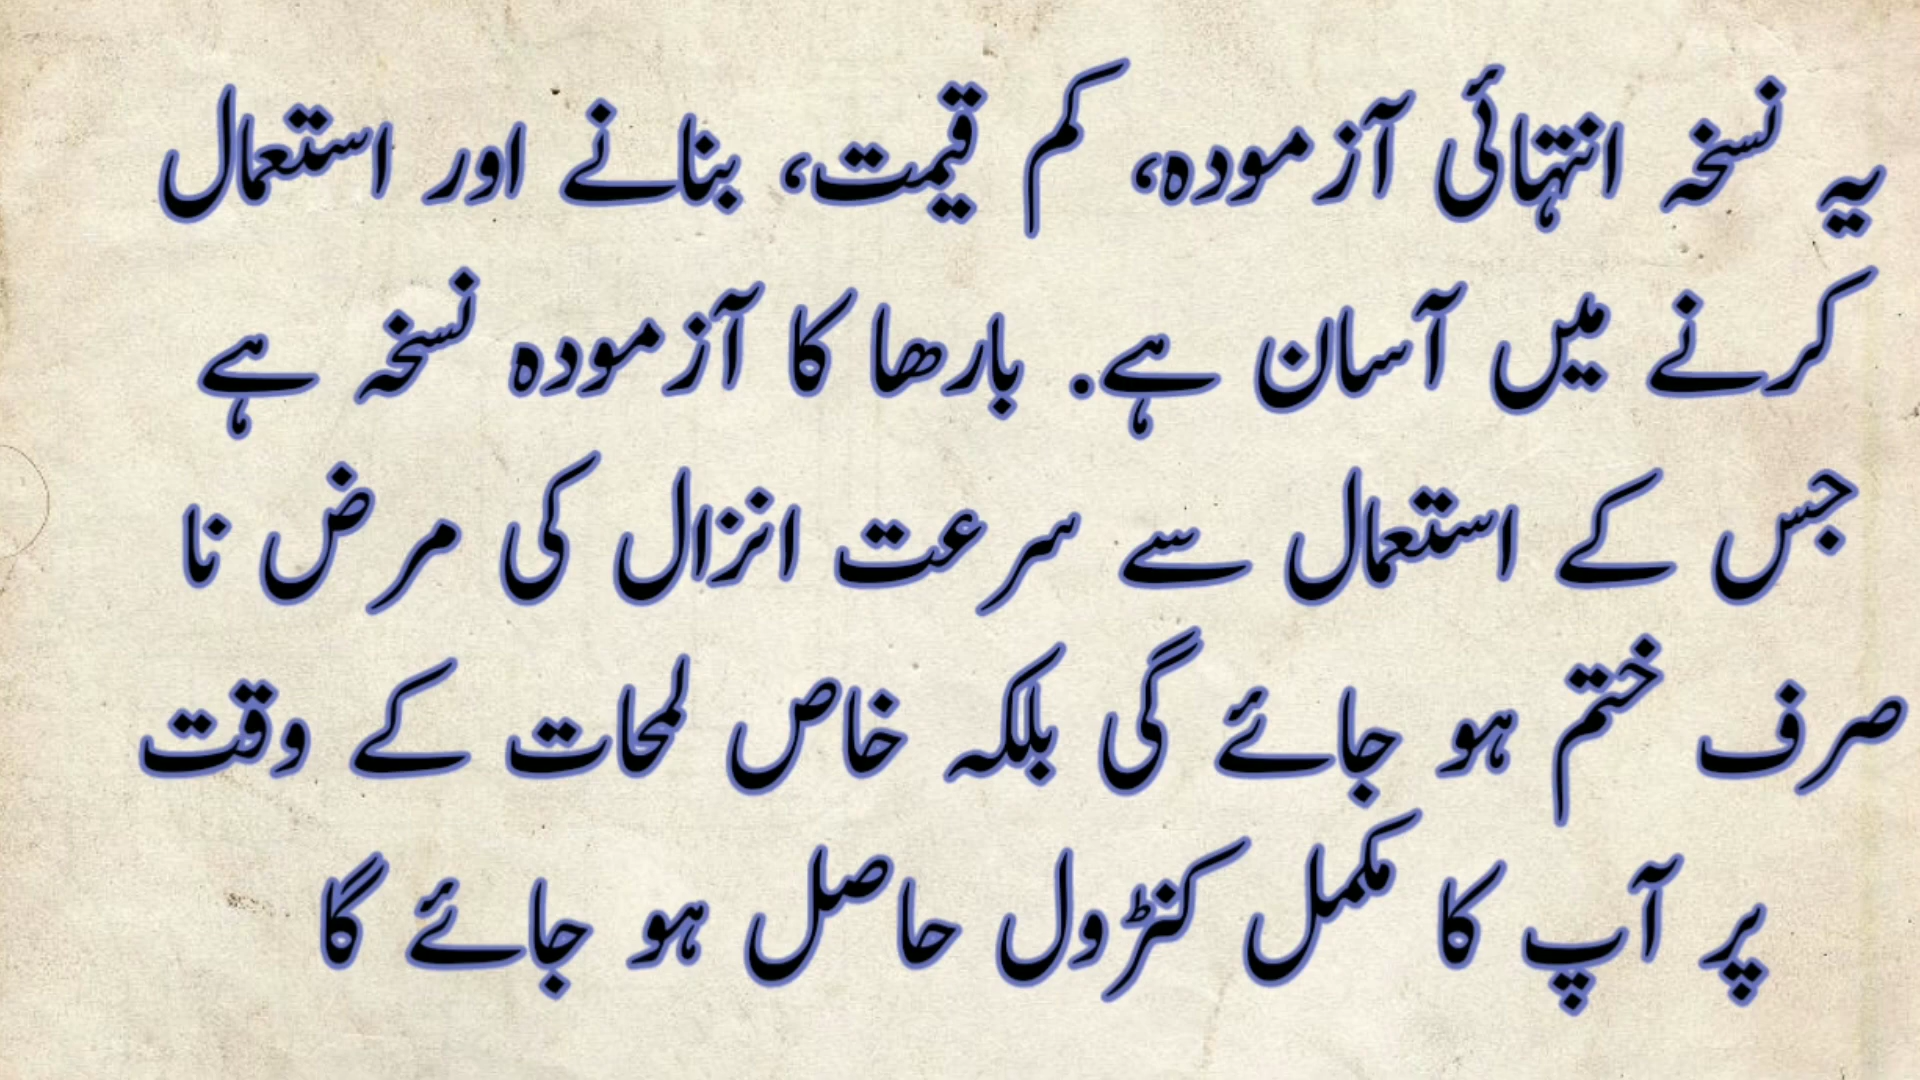 یہ نسخہ انتہائی آزمودہ، کم قیمت، بنانے اور استعمال
کرنے میں آسان ہے. بارھا کا آزمودہ نسخہ ہے
جس کے استعمال سے سرعت انزال کی مرض نا
صرف ختم ہو جائے گی بلکہ خاص لمحات کے وقت
پر آپ کا مکمل کنٹرول حاصل ہو جائے گا